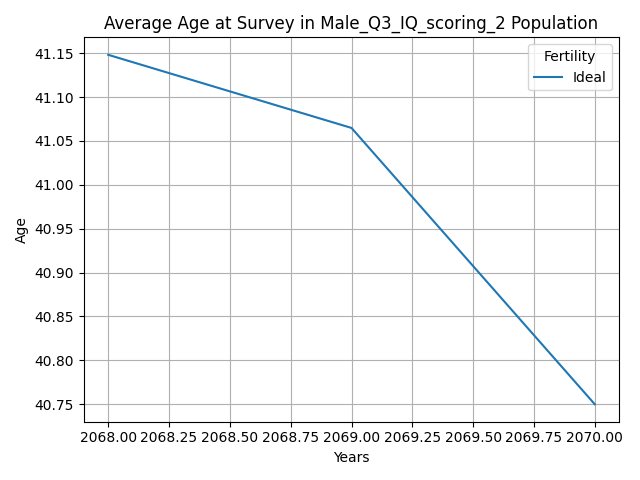 Average Age at Survey in Male_Q3_IQ_scoring_2 Population
Fertility
Ideal
Age
41.15
41.10
41.05
41.00
40.95
40.90
40.85
40.80
40.75
2068.00 2068.25 2068.50 2068.75 2069.00 2069.25 2069.50 2069.75 2070.00
Years